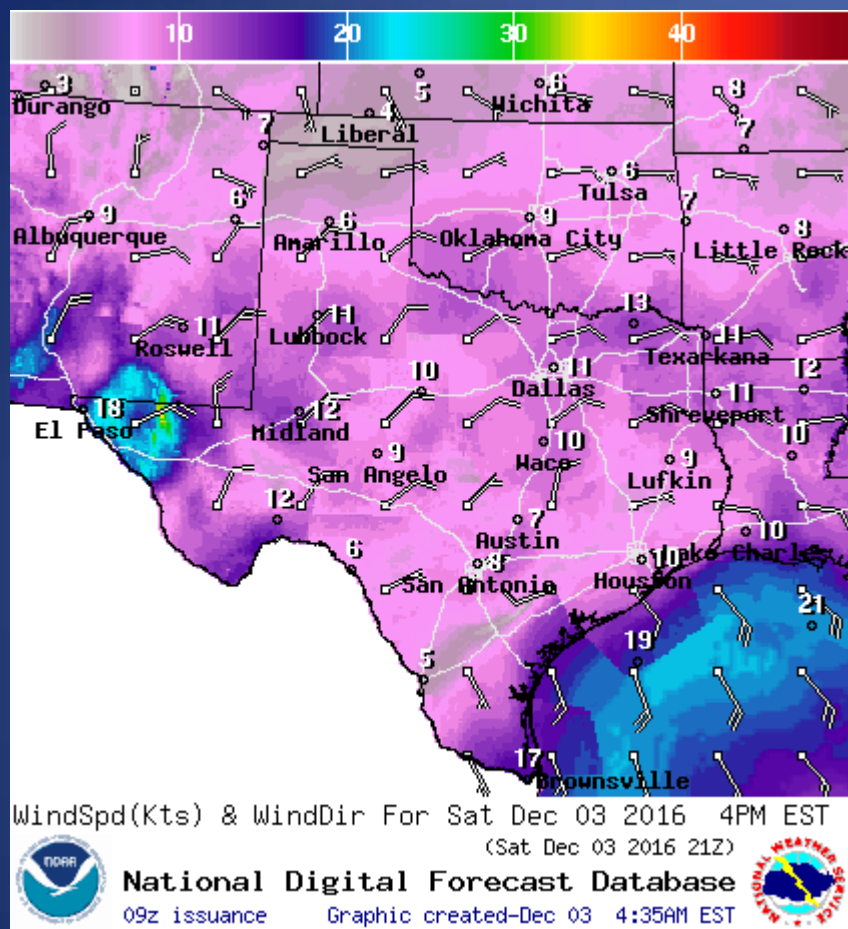 10 20 30 40
3 5 6 8
Durango Wichita
4
Liberal
7 7
6
Tulsa
9 6 6 9 7 8
Albuquerque Amarillo Oklahoma City Little Rock
11 11 13 11
Roswell Lubbock Texarkana
10 11 12
Dallas
11
18 12 Shreveport
El Paso Midland
9 10 9 10
San Angelo Waco Lufkin
12 7 10
Austin Lake Charles
6 8 10
San Antonio Houston
21
19
5
17
Brownsville
WindSpd(Kts) & WindDir For Sat Dec 03 2016 4PM EST
(Sat Dec 03 2016 21Z)
NOAA
National Digital Forecast Database
09z issuance Graphic created-Dec 03 4:35AM EST
NATIONAL WEATHER SERVICE